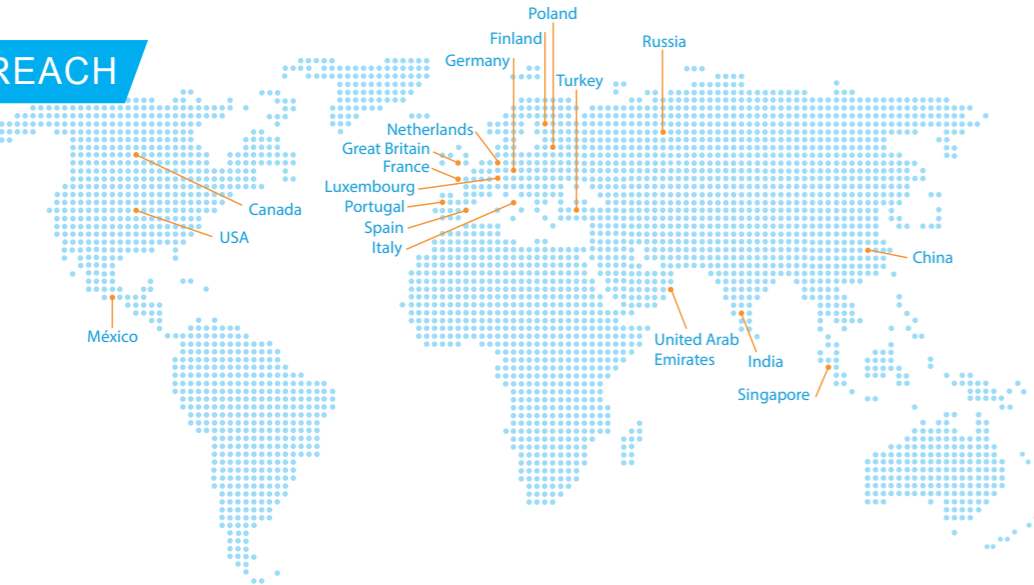 REACH
Poland
Finland
Russia
Germany
Turkey
Netherlands
Great Britain
France
Luxembourg
Portugal
Spain
Italy
Canada
USA
China
México
United Arab
Emirates
India
Singapore